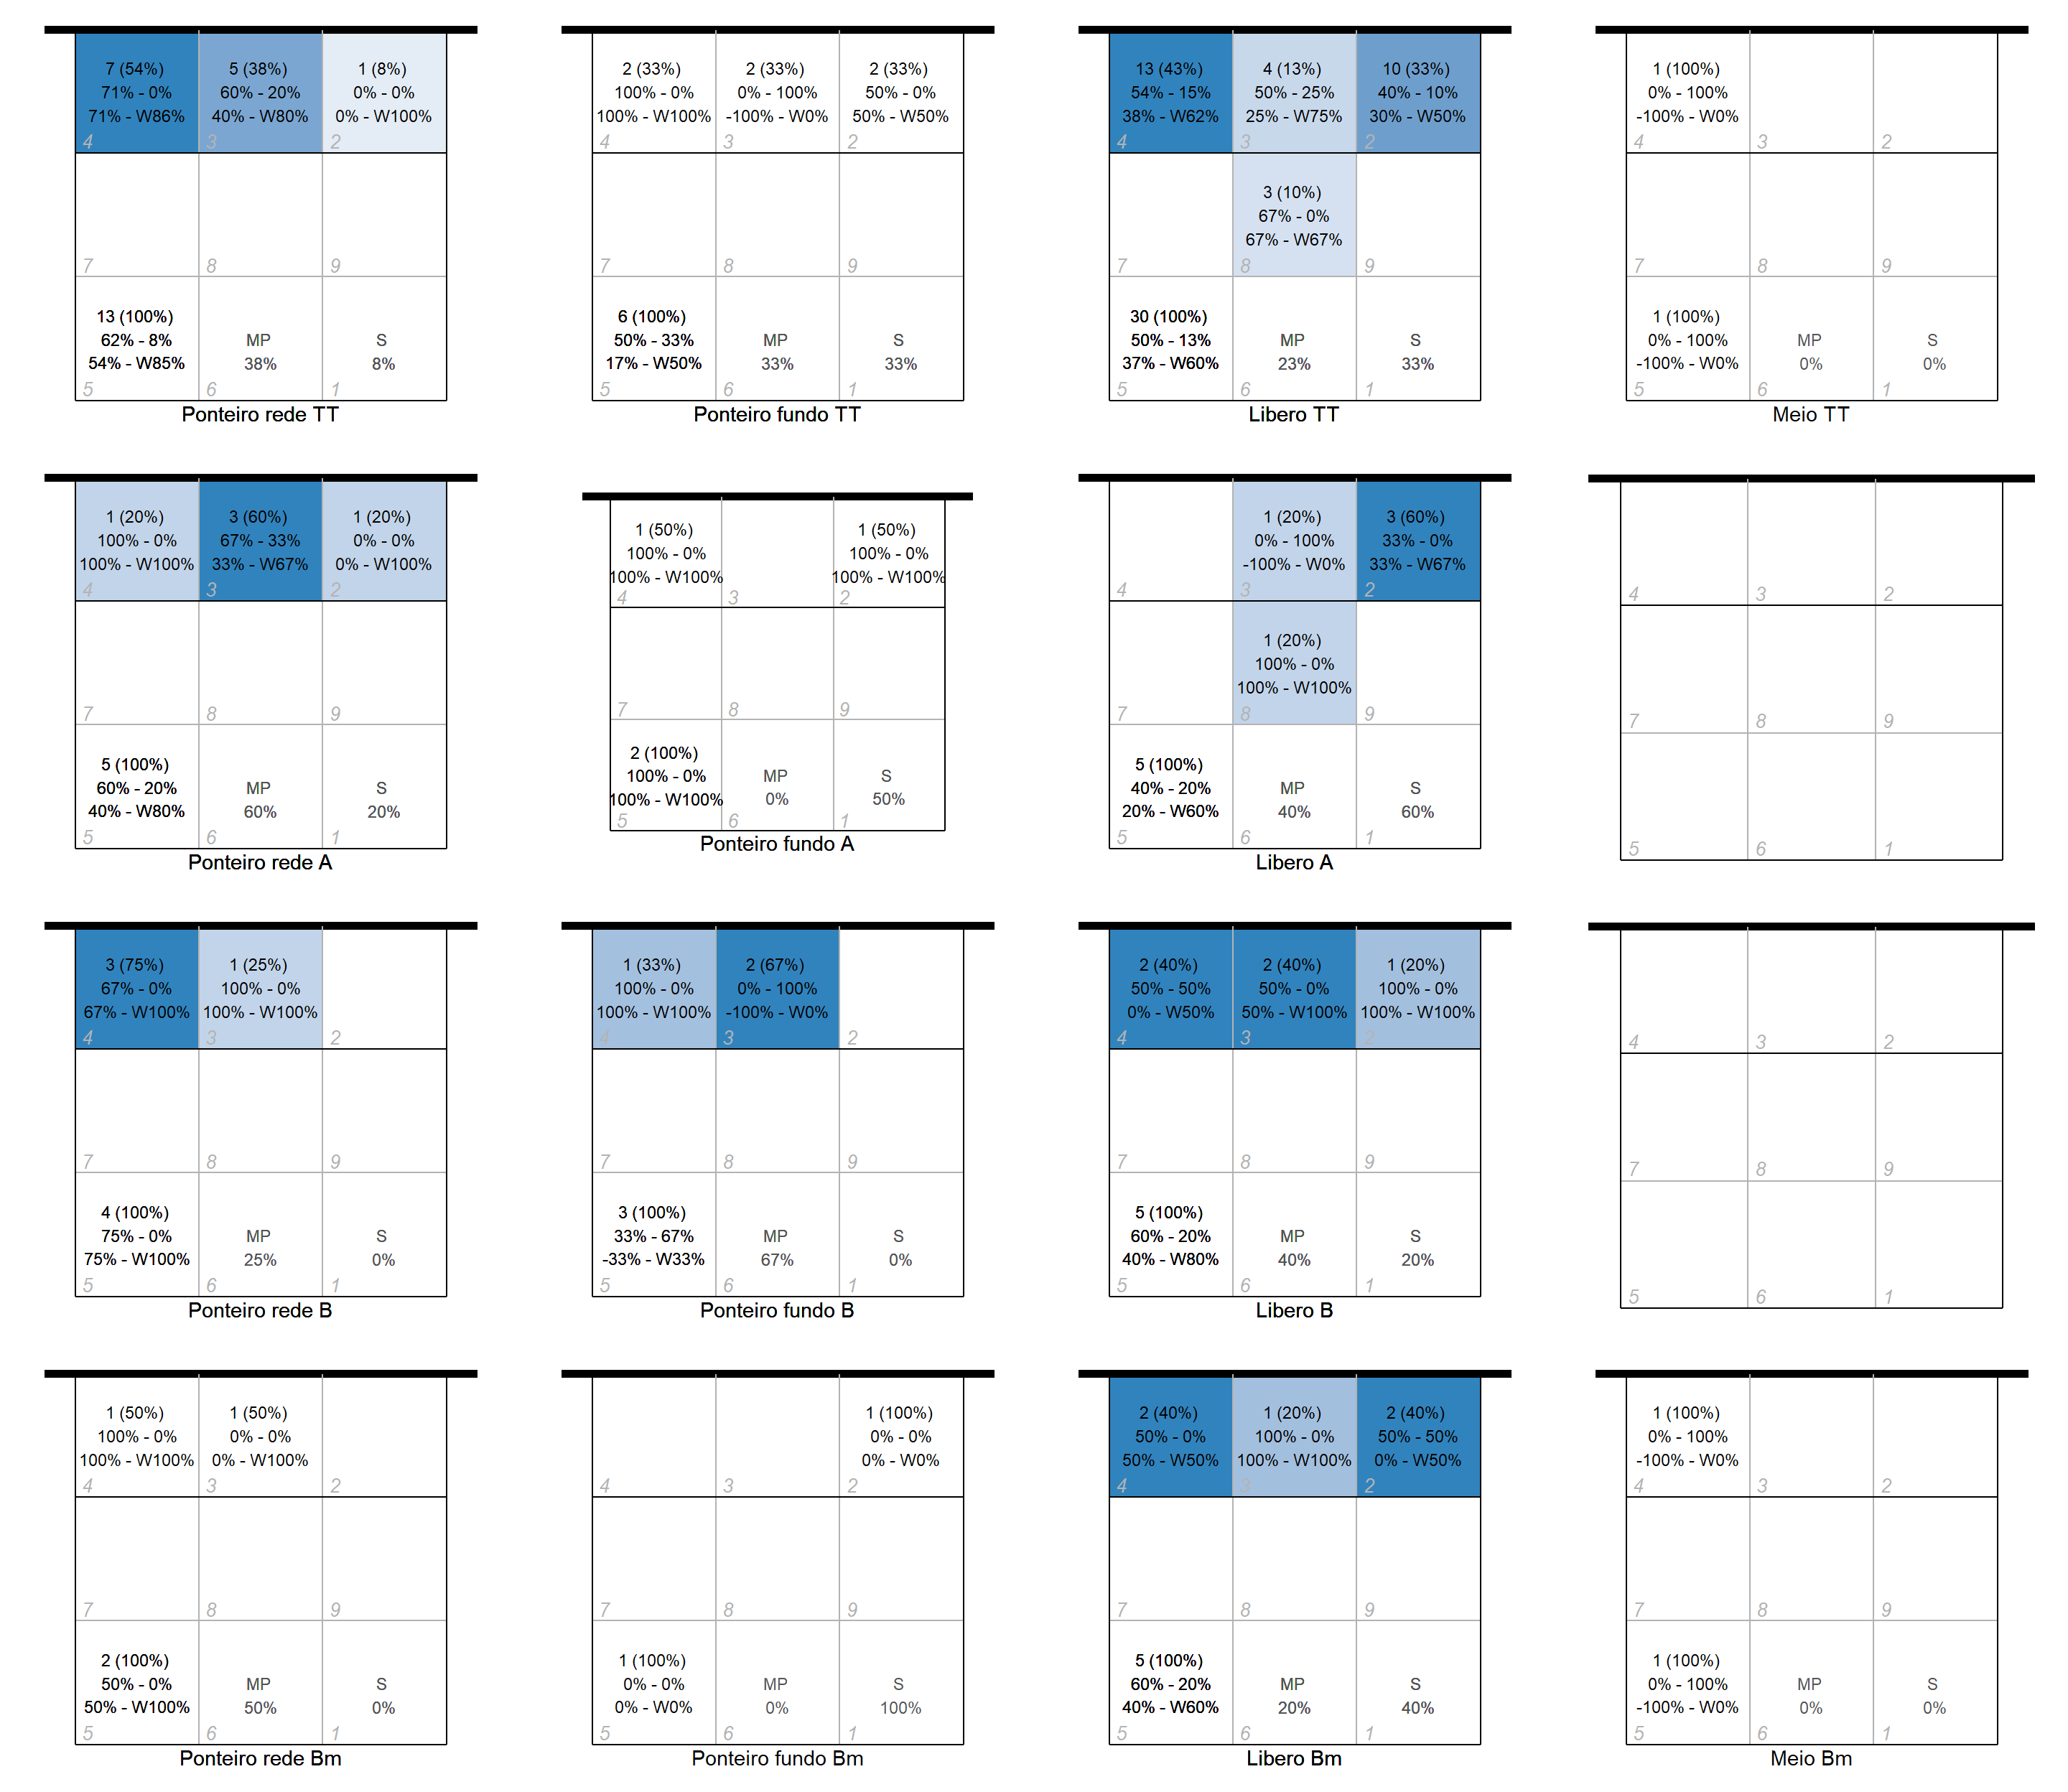 7 (54%)
71% - 0%
71% - W86%
4
5 (38%)
60% - 20%
40% - W80%
3
1 (8%)
0% - 0%
0% - W100%
2
7
8
9
13 (100%)
62% - 8%
54% - W85%
5
MP
38%
6
S
8%
1
Ponteiro rede TT
2 (33%)
100% - 0%
100% - W100%
4
2 (33%)
0% - 100%
-100% - W0%
3
2 (33%)
50% - 0%
50% - W50%
2
7
8
9
6 (100%)
50% - 33%
17% - W50%
5
MP
33%
6
S
33%
1
Ponteiro fundo TT
13 (43%)
54% - 15%
38% - W62%
4
4 (13%)
50% - 25%
25% - W75%
3
10 (33%)
40% - 10%
30% - W50%
2
7
3 (10%)
67% - 0%
67% - W67%
8
9
30 (100%)
50% - 13%
37% - W60%
5
MP
23%
6
S
33%
1
Libero TT
1 (100%)
0% - 100%
-100% - W0%
4
3
2
7
8
9
1 (100%)
0% - 100%
-100% - W0%
5
MP
0%
6
S
0%
1
Meio TT
1 (20%)
100% - 0%
100% - W100%
4
3 (60%)
67% - 33%
33% - W67%
3
1 (20%)
0% - 0%
0% - W100%
2
7
8
9
5 (100%)
60% - 20%
40% - W80%
5
MP
60%
6
S
20%
1
Ponteiro rede A
1 (50%)
100% - 0%
100% - W100%
4
3
1 (50%)
100% - 0%
100% - W100%
2
7
8
9
2 (100%)
100% - 0%
100% - W100%
5
MP
0%
6
S
50%
1
Ponteiro fundo A
4
1 (20%)
0% - 100%
-100% - W0%
3
3 (60%)
33% - 0%
33% - W67%
2
7
1 (20%)
100% - 0%
100% - W100%
8
9
5 (100%)
40% - 20%
20% - W60%
5
MP
40%
6
S
60%
1
Libero A
4
3
2
7
8
9
5
6
1
3 (75%)
67% - 0%
67% - W100%
4
1 (25%)
100% - 0%
100% - W100%
3
2
7
8
9
4 (100%)
75% - 0%
75% - W100%
5
MP
25%
6
S
0%
1
Ponteiro rede B
1 (33%)
100% - 0%
100% - W100%
4
2 (67%)
0% - 100%
-100% - W0%
3
2
7
8
9
3 (100%)
33% - 67%
-33% - W33%
5
MP
67%
6
S
0%
1
Ponteiro fundo B
2 (40%)
50% - 50%
0% - W50%
4
2 (40%)
50% - 0%
50% - W100%
3
1 (20%)
100% - 0%
100% - W100%
2
7
8
9
5 (100%)
60% - 20%
40% - W80%
5
MP
40%
6
S
20%
1
Libero B
4
3
2
7
8
9
5
6
1
1 (50%)
100% - 0%
100% - W100%
4
1 (50%)
0% - 0%
0% - W100%
3
2
7
8
9
2 (100%)
50% - 0%
50% - W100%
5
MP
50%
6
S
0%
1
Ponteiro rede Bm
4
3
1 (100%)
0% - 0%
0% - W0%
2
7
8
9
1 (100%)
0% - 0%
0% - W0%
5
MP
0%
6
S
100%
1
Ponteiro fundo Bm
2 (40%)
50% - 0%
50% - W50%
4
1 (20%)
100% - 0%
100% - W100%
3
2 (40%)
50% - 50%
0% - W50%
2
7
8
9
5 (100%)
60% - 20%
40% - W60%
5
MP
20%
6
S
40%
1
Libero Bm
1 (100%)
0% - 100%
-100% - W0%
4
3
2
7
8
9
1 (100%)
0% - 100%
-100% - W0%
5
MP
0%
6
S
0%
1
Meio Bm